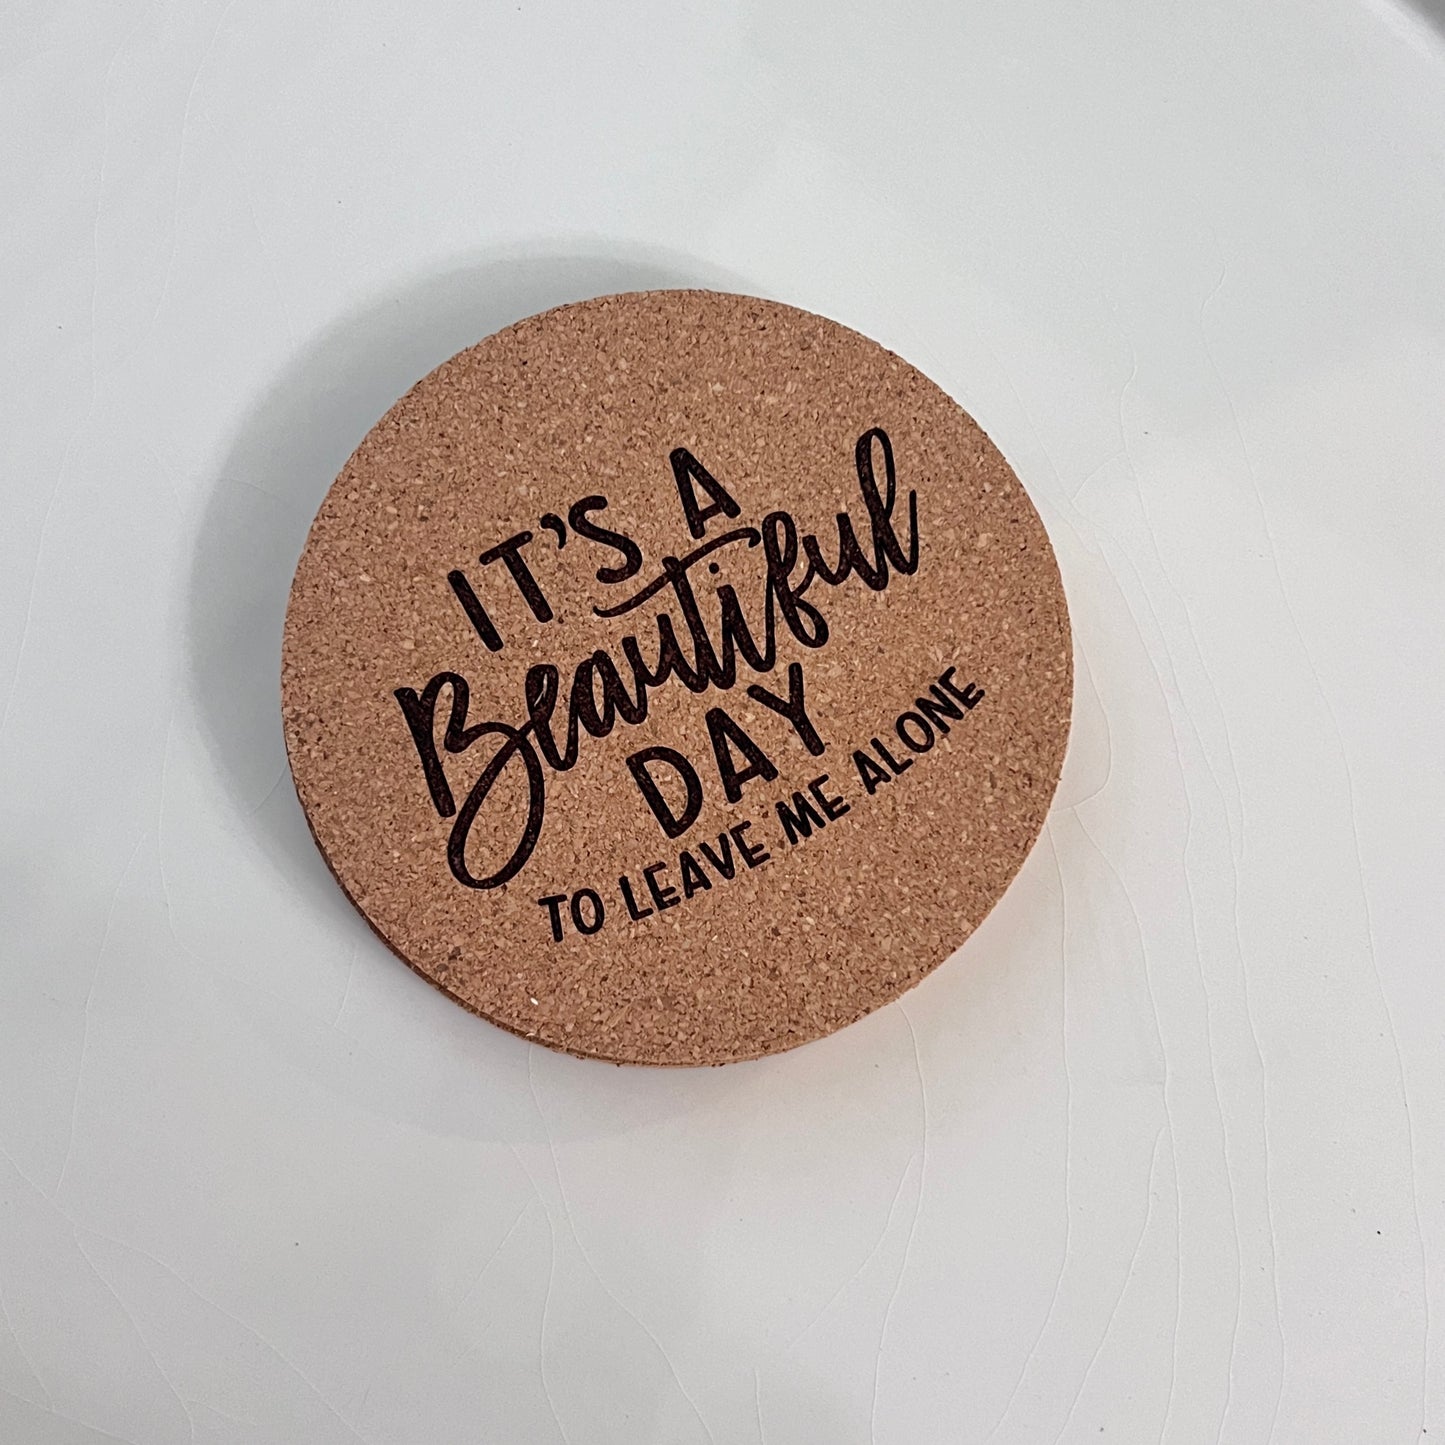 IT'S A
Beautiful
DAY
TO LEAVE ME ALONE